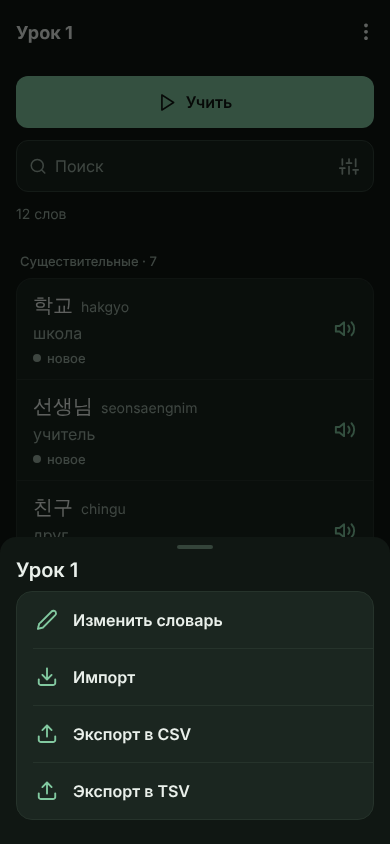 Урок 1
Учить
Поиск
12 слов
Существительные · 7
학교 hakgyo
школа
новое
선생님 seonsaengnim
учитель
новое
친구 chingu
друг
Урок 1
Изменить словарь
Импорт
Экспорт в CSV
Экспорт в TSV